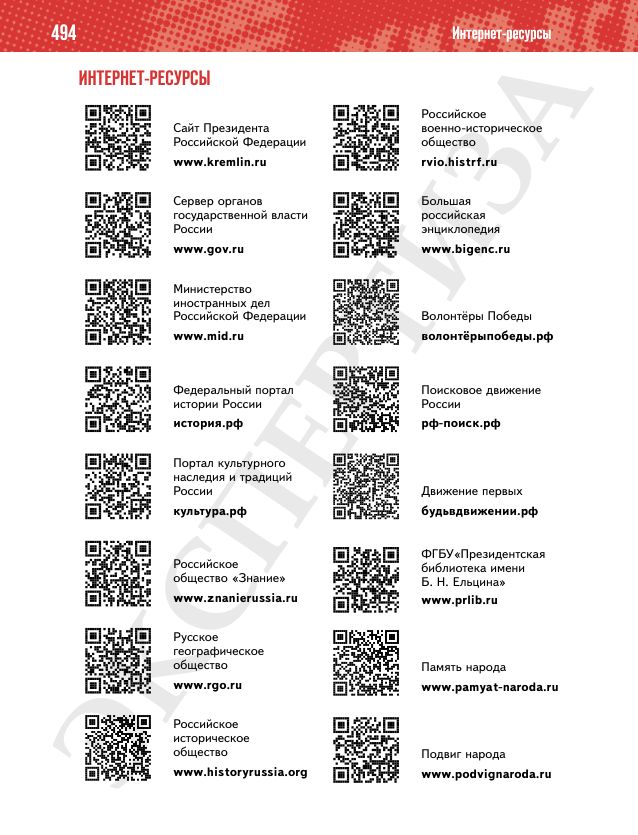 494
Интернет-ресурсы
ИНТЕРНЕТ-РЕСУРСЫ
Сайт Президента
Российской Федерации
www.kremlin.ru
Сервер органов
государственной власти
России
www.gov.ru
Министерство
иностранных дел
Российской Федерации
www.mid.ru
Федеральный портал
истории России
история.рф
Портал культурного
наследия и традиций
России
культура.рф
Российское
общество «Знание»
www.znanierussia.ru
Русское
географическое
общество
www.rgo.ru
Российское
историческое
общество
www.historyrussia.org
Российское
военно-историческое
общество
rvio.histrf.ru
Большая
российская
энциклопедия
www.bigenc.ru
Волонтёры Победы
волонтёрыпобеды.рф
Поисковое движение
России
рф-поиск.рф
Движение первых
будьвдвижении.рф
ФГБУ«Президентская
библиотека имени
Б. Н. Ельцина»
www.prlib.ru
Память народа
www.pamyat-naroda.ru
Подвиг народа
www.podvignaroda.ru
ЭКСПЕРТИЗА